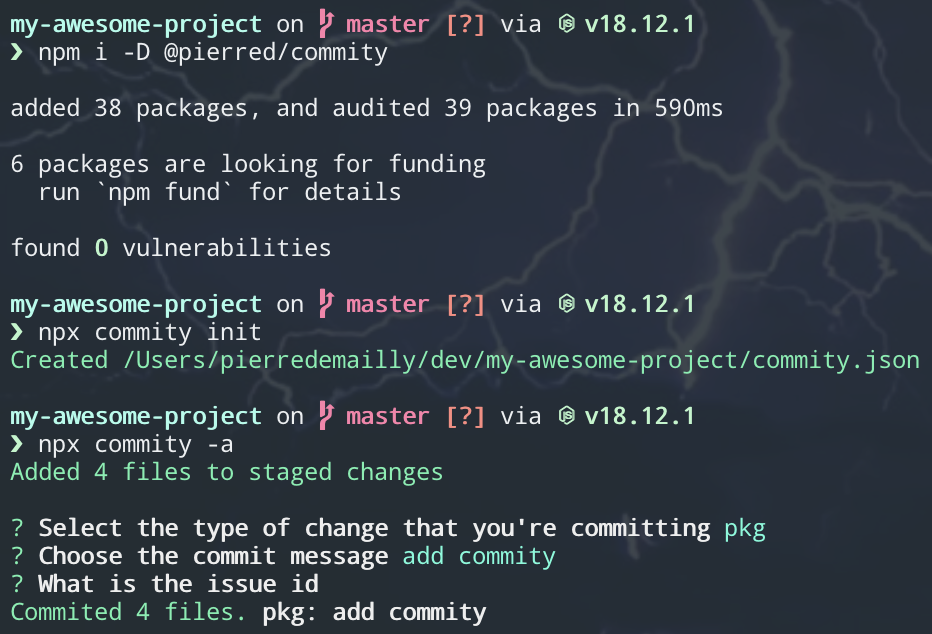 my-awesome-project on master [?] via v18.12.1
❯ npm i -D @pierred/commity
added 38 packages, and audited 39 packages in 590ms
6 packages are looking for funding
run `npm fund` for details
found 0 vulnerabilities
my-awesome-project on master [?] via v18.12.1
❯ npx commity init
Created /Users/pierredemailly/dev/my-awesome-project/commity.json
my-awesome-project on master [?] via v18.12.1
❯ npx commity -a
Added 4 files to staged changes
? Select the type of change that you're committing pkg
? Choose the commit message add commity
? What is the issue id
Commited 4 files. pkg: add commity